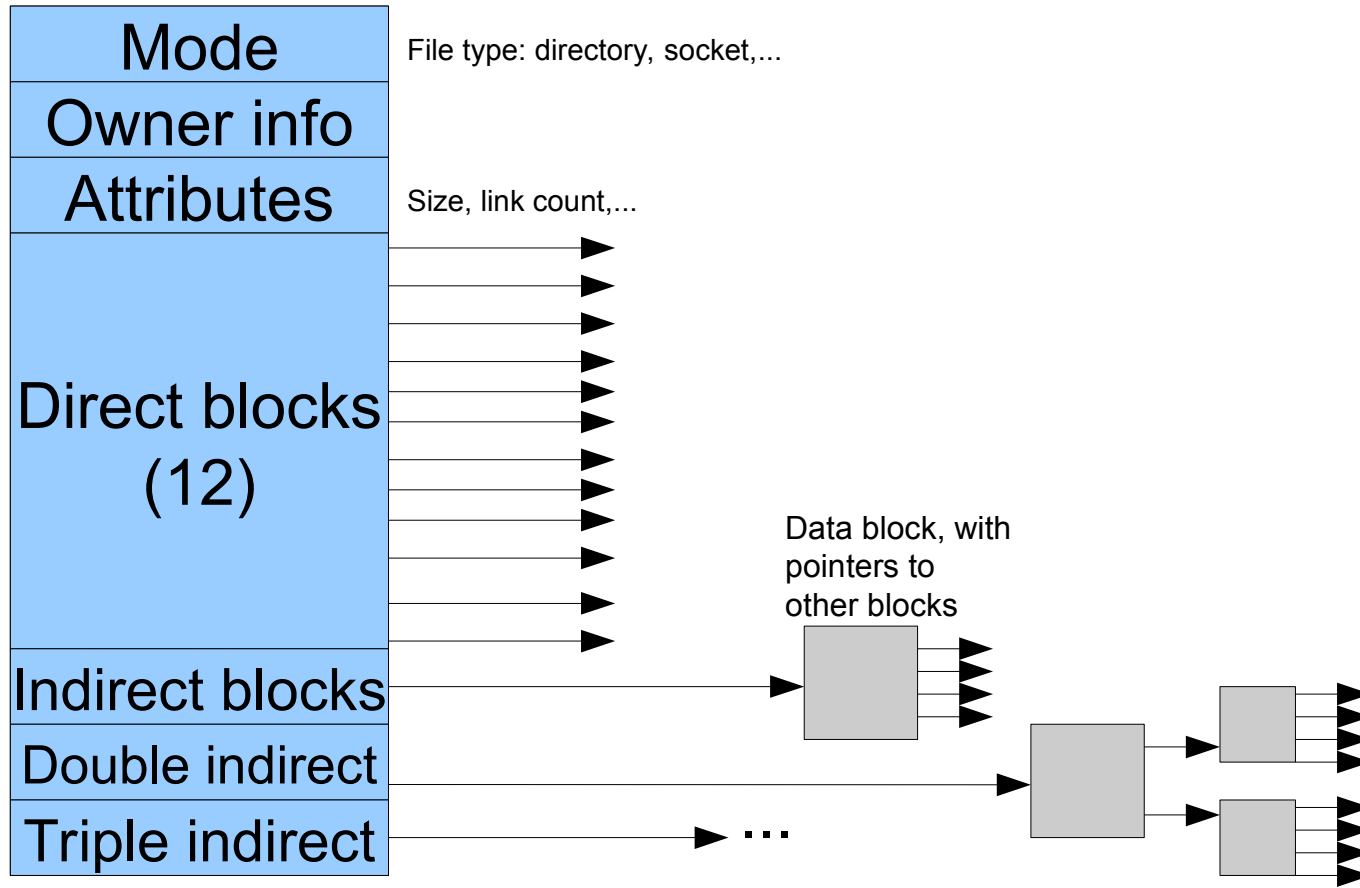 Mode
File type: directory, socket,...
Owner info
Attributes
Size, link count,...
Direct blocks
(12)
Data block, with
pointers to
other blocks
Indirect blocks
Double indirect
Triple indirect
...